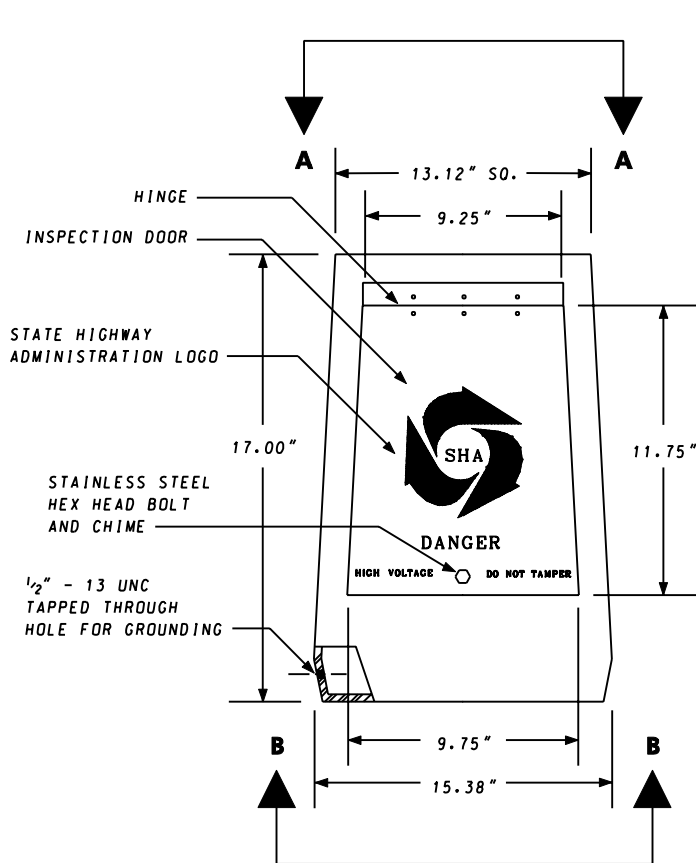 A
A
13.12" SQ.
HINGE
9.25"
INSPECTION DOOR
STATE HIGHWAY
ADMINISTRATION LOGO
17.00"
11.75"
SHA
STAINLESS STEEL
HEX HEAD BOLT
AND CHIME
DANGER
HIGH VOLTAGE
DO NOT TAMPER
1/2" - 13 UNC
TAPPED THROUGH
HOLE FOR GROUNDING
B
B
9.75"
15.38"